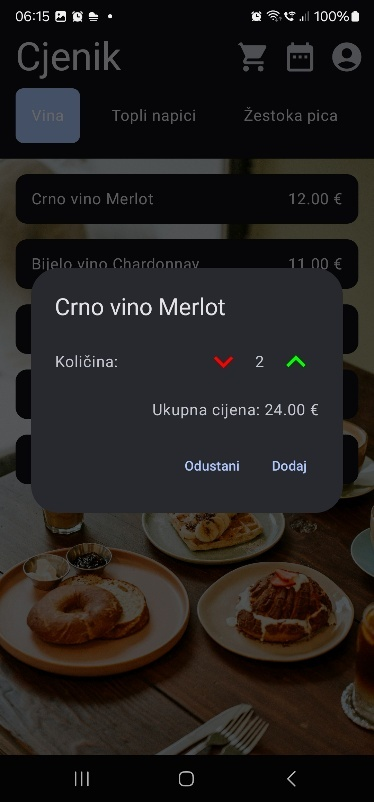 06:15 100%
Cjenik
Vina Topli napici Žestoka pica
Crno vino Merlot 12.00 €
Bijelo vino Chardonnay 11.00 €
Crno vino Merlot
Količina: 2
Ukupna cijena: 24.00 €
Odustani Dodaj